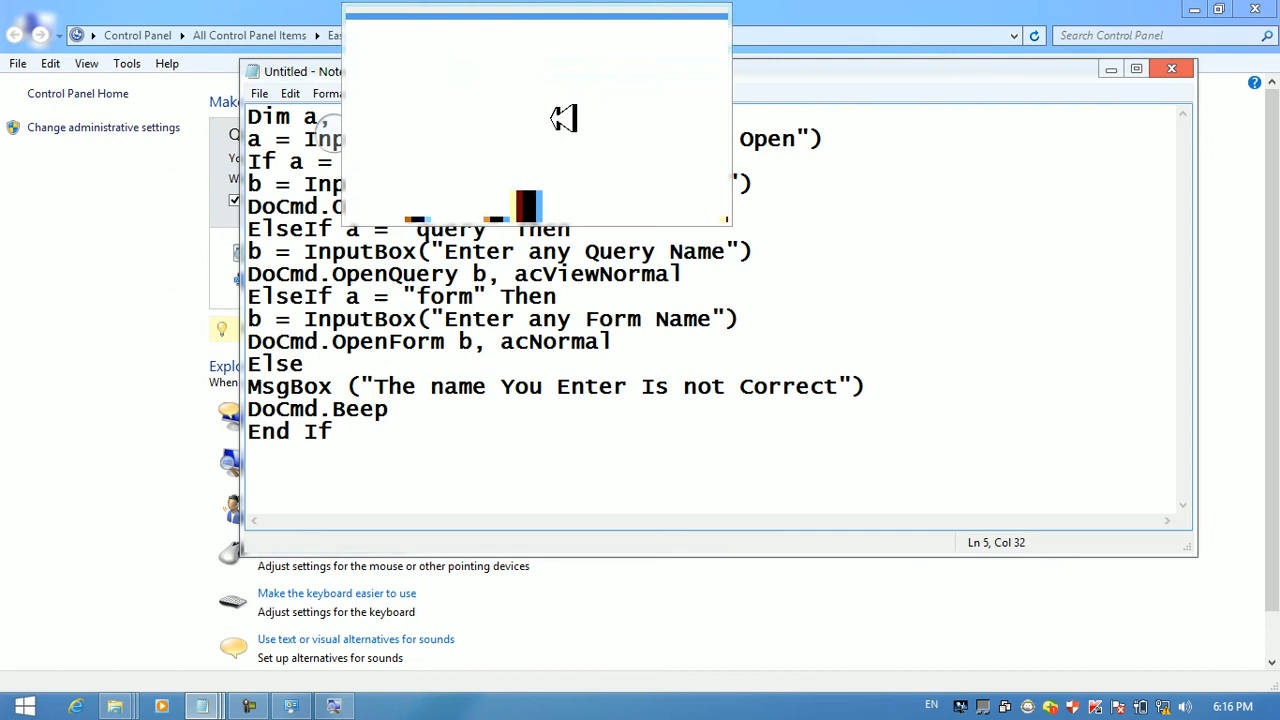 Control Panel
All Control Panel Items
Search Control Panel
File Edit View Tools Help
Untitled
File Edit
Control Panel Home
Change administrative settings
Dim a,
a = Open")
If a =
b = ")
ElseIf a = "query" Then
b = InputBox("Enter any Query Name")
DoCmd.OpenQuery b, acViewNormal
ElseIf a = "form" Then
b = InputBox("Enter any Form Name")
DoCmd.OpenForm b, acNormal
Else
MsgBox ("The name You Enter Is not Correct")
DoCmd.Beep
End If
Ln 5, Col 32
Adjust settings for the mouse or other pointing devices
Make the keyboard easier to use
Adjust settings for the keyboard
Use text or visual alternatives for sounds
Set up alternatives for sounds
EN
6:16 PM